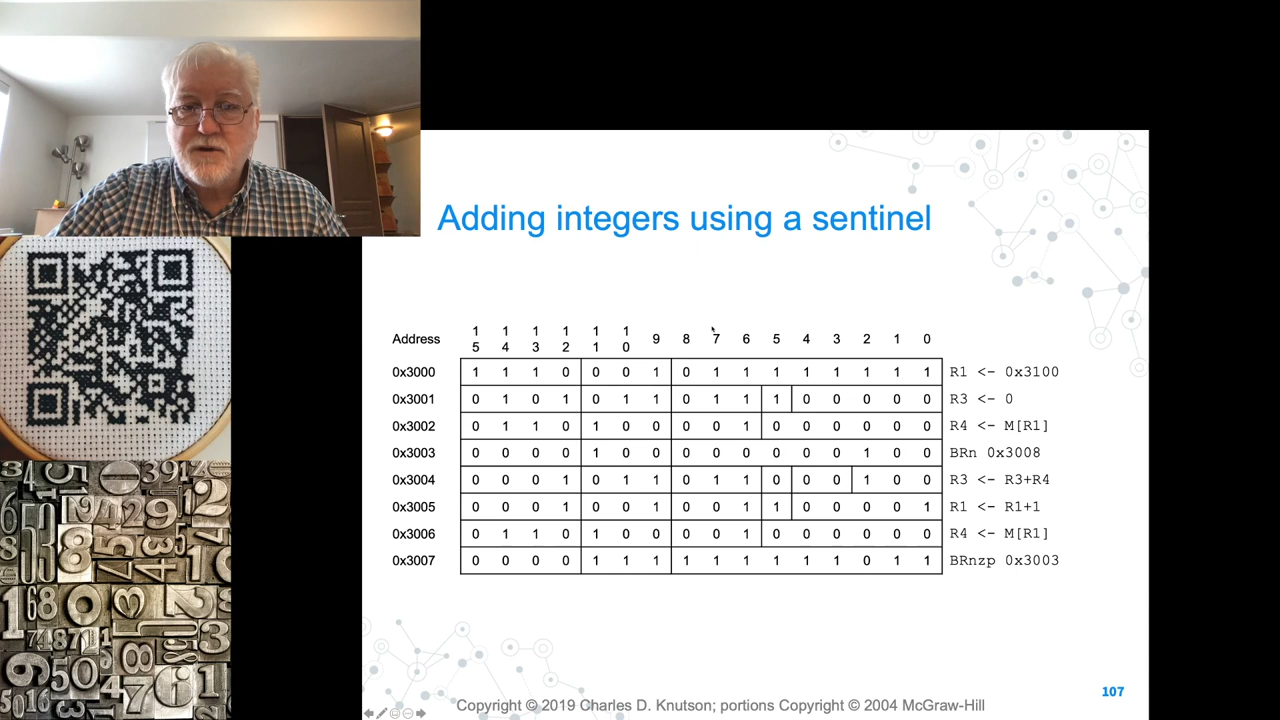 Adding integers using a sentinel
Address 15 14 13 12 11 10 9 8 7 6 5 4 3 2 1 0
0x3000 1 1 1 0 0 0 1 0 1 1 1 1 1 1 1 1 R1 <- 0x3100
0x3001 0 1 0 1 0 1 1 0 1 1 1 0 0 0 0 0 R3 <- 0
0x3002 0 1 1 0 1 0 0 0 0 1 0 0 0 0 0 0 R4 <- M[R1]
0x3003 0 0 0 0 1 0 0 0 0 0 0 0 0 1 0 0 BRn 0x3008
0x3004 0 0 0 1 0 1 1 0 1 1 0 0 0 1 0 0 R3 <- R3+R4
0x3005 0 0 0 1 0 0 1 0 0 1 1 0 0 0 0 1 R1 <- R1+1
0x3006 0 1 1 0 1 0 0 0 0 1 0 0 0 0 0 0 R4 <- M[R1]
0x3007 0 0 0 0 1 1 1 1 1 1 1 1 1 0 1 1 BRnzp 0x3003
107
Copyright © 2019 Charles D. Knutson; portions Copyright © 2004 McGraw-Hill